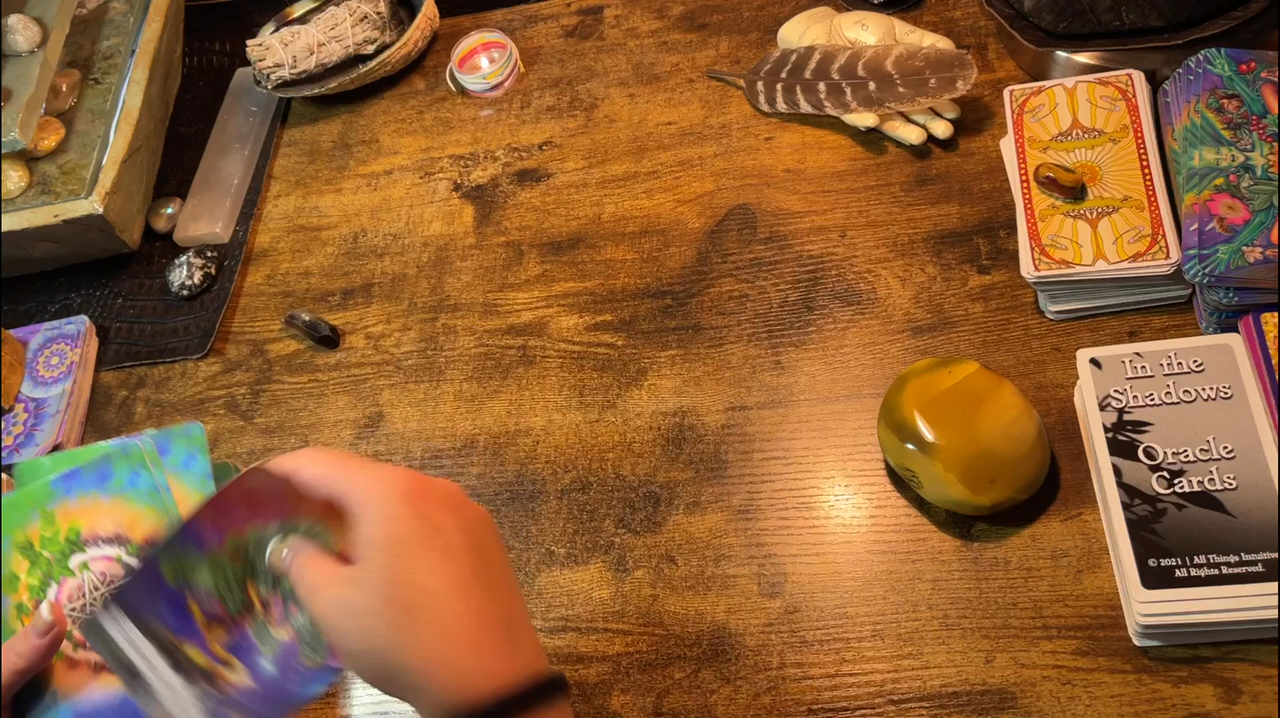 In the
Shadows
Oracle
Cards
© 2021 | All Things Intuitive
All Rights Reserved.